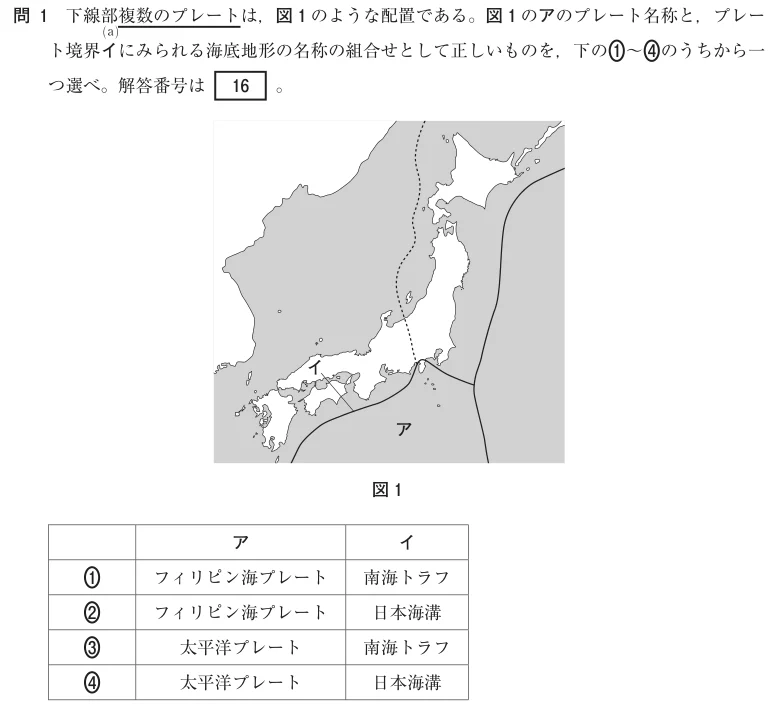 問 1 下線部複数のプレートは，図1のような配置である。図1のアのプレート名称と，プレー
(a)
ト境界イにみられる海底地形の名称の組合せとして正しいものを，下の①～④のうちから一
つ選べ。解答番号は 16 。
イ
ア
図1
ア イ
① フィリピン海プレート 南海トラフ
② フィリピン海プレート 日本海溝
③ 太平洋プレート 南海トラフ
④ 太平洋プレート 日本海溝